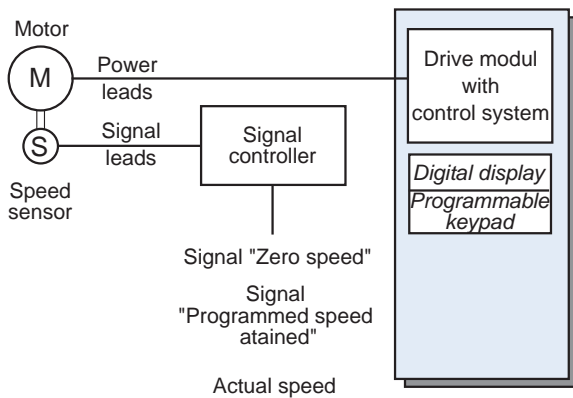 Motor
M
Power
leads
S
Signal
leads
Speed
sensor
Signal
controller
Signal "Zero speed"
Signal
"Programmed speed
atained"
Actual speed
Drive modul
with
control system
Digital display
Programmable
keypad